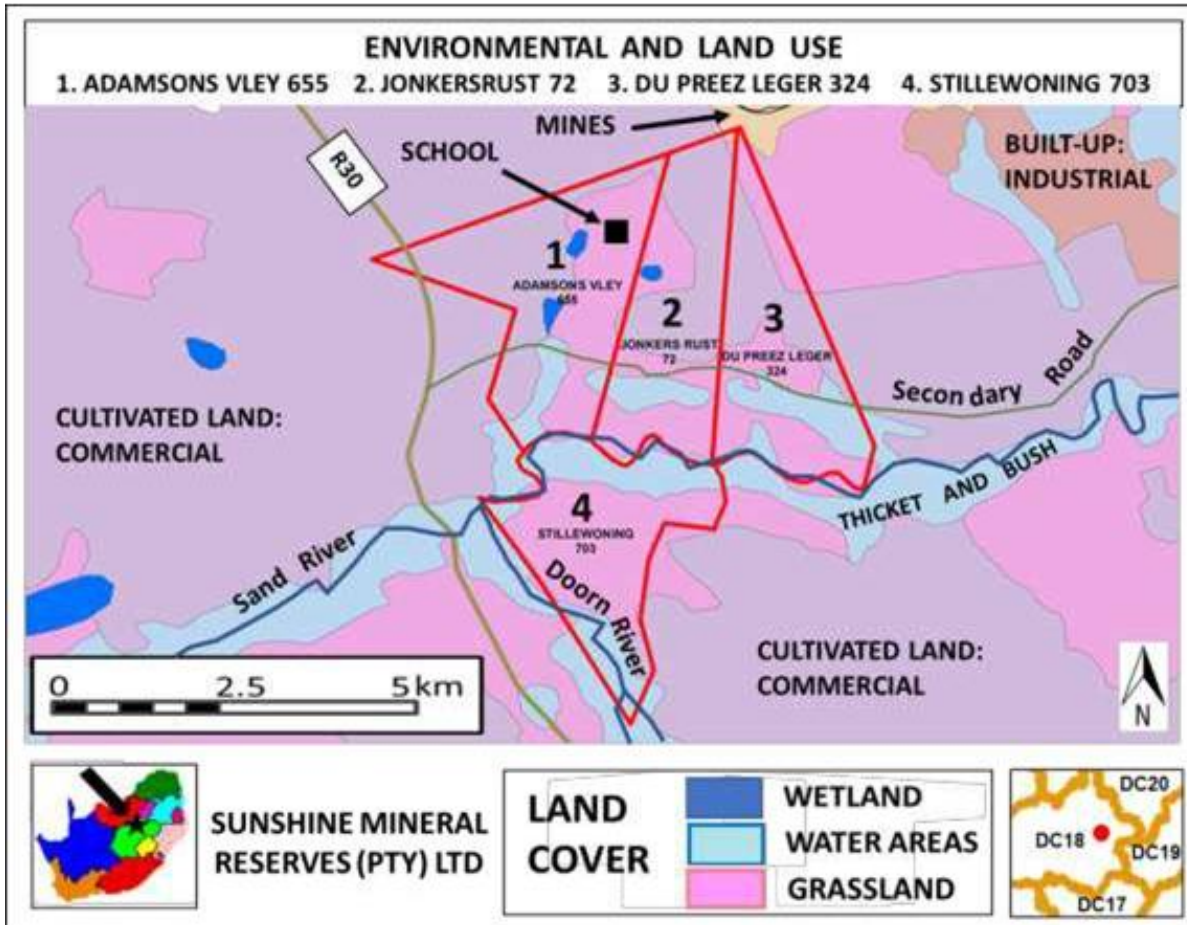 ENVIRONMENTAL AND LAND USE
1. ADAMSONS VLEY 655 2. JONKERSRUST 72 3. DU PREEZ LEGER 324 4. STILLEWONING 703
MINES
SCHOOL
R30
BUILT-UP:
INDUSTRIAL
1
ADAMSONS VLEY
655
2
JONKERS RUST
72
3
DU PREEZ LEGER
324
Secondary Road
CULTIVATED LAND:
COMMERCIAL
THICKET AND BUSH
4
STILLEWONING
703
Sand River
Doorn River
CULTIVATED LAND:
COMMERCIAL
0 2.5 5 km
N
SUNSHINE MINERAL
RESERVES (PTY) LTD
LAND
COVER
WETLAND
WATER AREAS
GRASSLAND
DC20
DC18
DC19
DC17